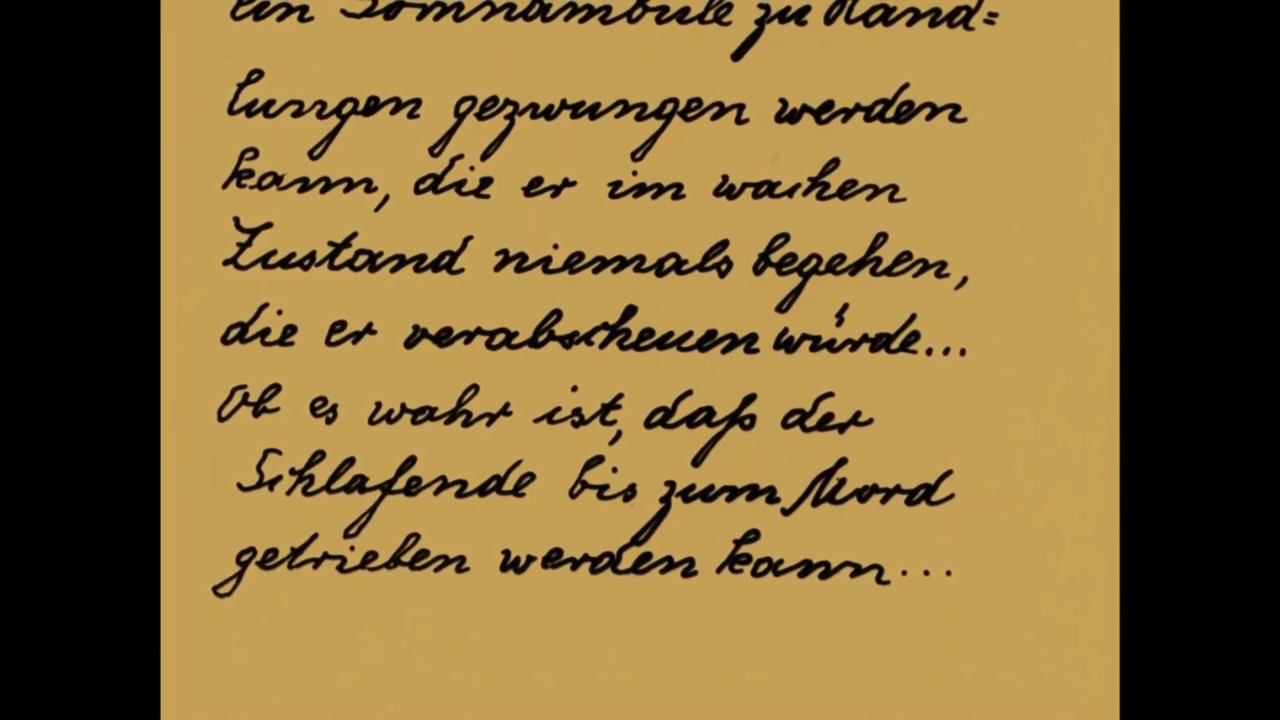 ein Somnambule zu Hand=
lungen gezwungen werden
kann, die er im wachen
Zustand niemals begehen,
die er verabscheuen würde...
Ob es wahr ist, daß der
Schlafende bis zum Mord
getrieben werden kann...